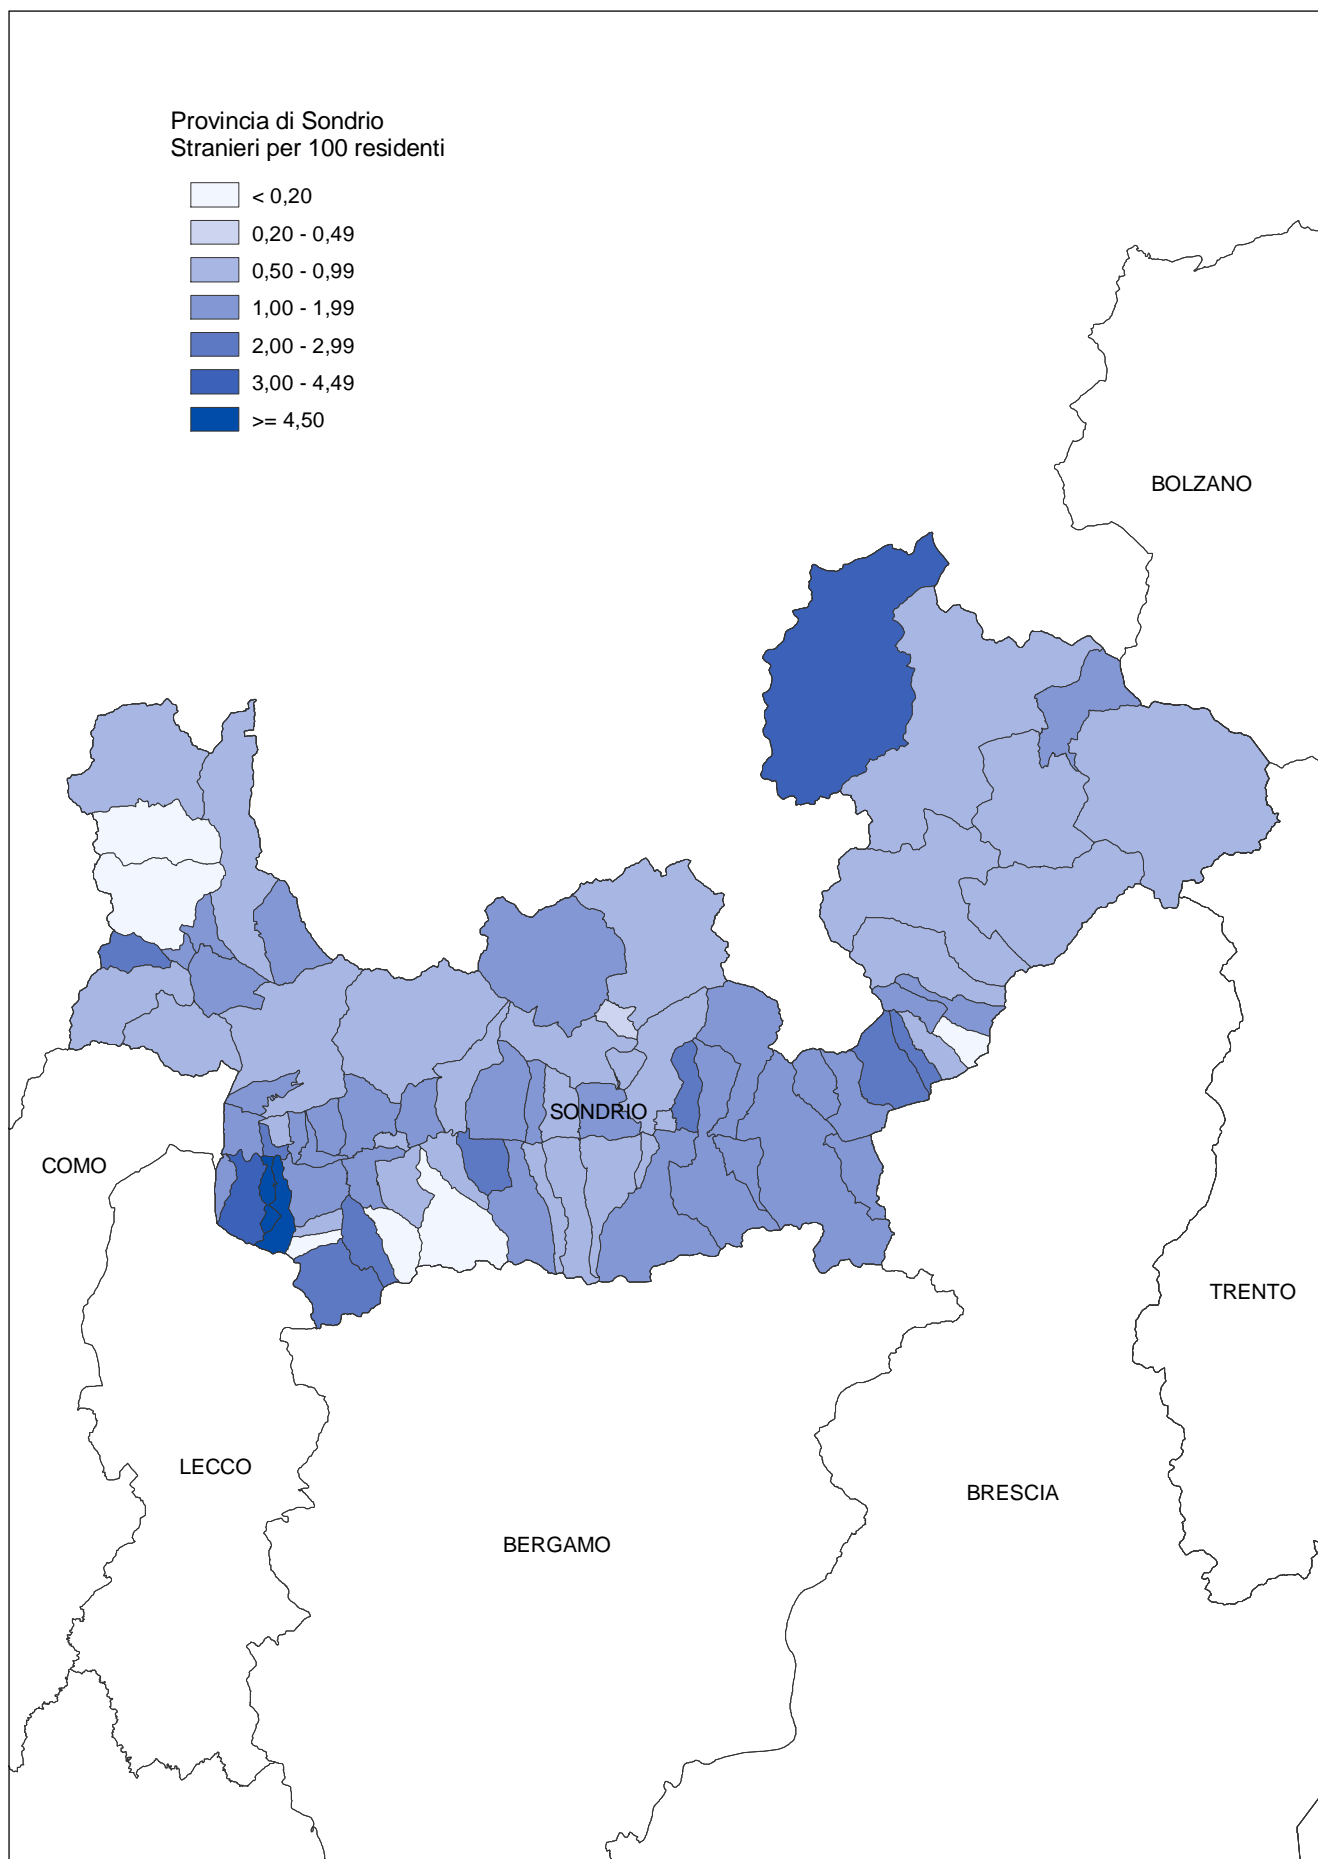 Provincia di Sondrio
Stranieri per 100 residenti
< 0,20
0,20 - 0,49
0,50 - 0,99
1,00 - 1,99
2,00 - 2,99
3,00 - 4,49
>= 4,50
BOLZANO
SONDRIO
COMO
TRENTO
LECCO
BRESCIA
BERGAMO